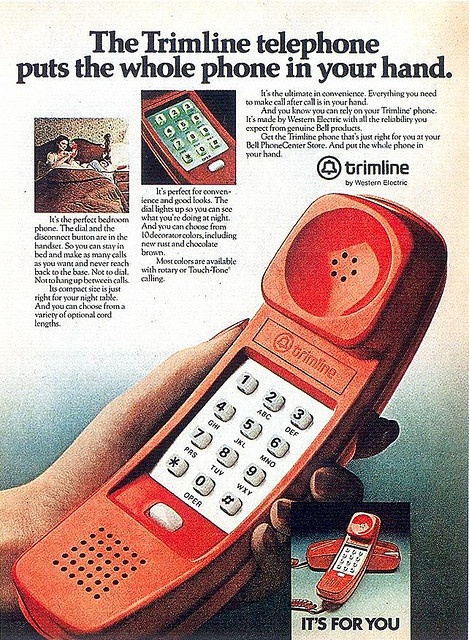 The Trimline telephone
puts the whole phone in your hand.
It's the perfect bedroom
phone. The dial and the
disconnect button are in the
handset. So you can stay in
bed and make as many calls
as you want and never reach
back to the base. Not to dial.
Not to hang up between calls.
Its compact size is just
right for your night table.
And you can choose from a
variety of optional cord
lengths.
It's perfect for conven-
ience and good looks. The
dial lights up so you can see
what you're doing at night.
And you can choose from
10 decorator colors, including
new rust and chocolate
brown.
Most colors are available
with rotary or Touch-Tone®
calling.
It's the ultimate in convenience. Everything you need
to make call after call is in your hand.
And you know you can rely on your Trimline® phone.
It's made by Western Electric with all the reliability you
expect from genuine Bell products.
Get the Trimline phone that's just right for you at your
Bell PhoneCenter Store. And put the whole phone in
your hand.
trimline
by Western Electric
trimline
1 2 3
ABC DEF
4 5 6
GHI JKL MNO
7 8 9
PRS TUV WXY
* 0 #
OPER
IT'S FOR YOU